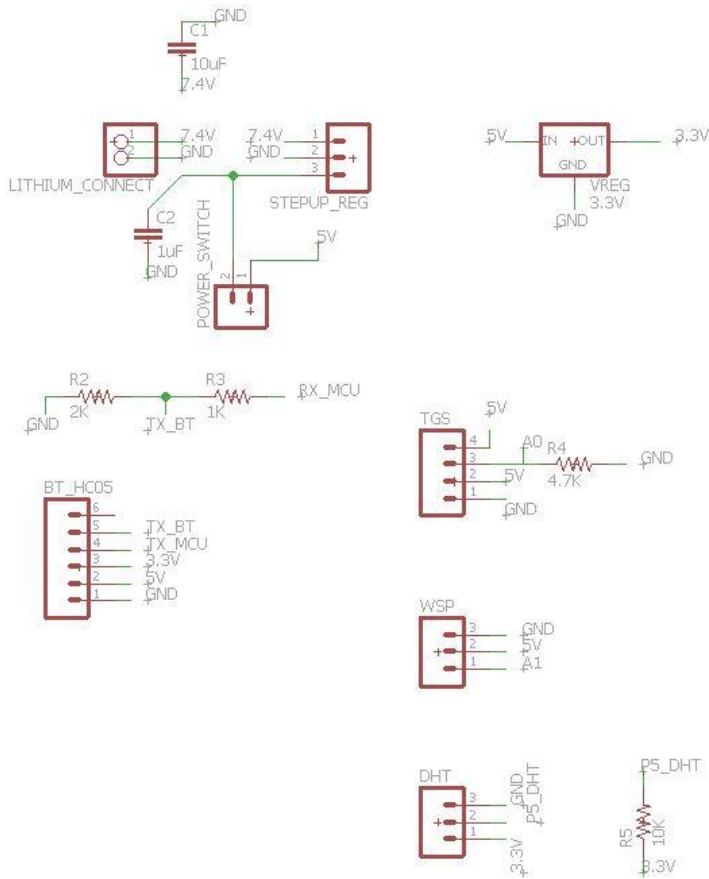 GND
C1
10uF
7.4V
1 7.4V
2 GND
LITHIUM_CONNECT
7.4V 1
GND 2
3
STEPUP_REG
5V IN OUT 3.3V
GND
VREG
3.3V
GND
C2
1uF
GND
POWER_SWITCH
2 1
5V
R2
2K
R3
1K
RX_MCU
GND
TX_BT
BT_HC05
6
5 TX_BT
4 TX_MCU
3 3.3V
2 5V
1 GND
TGS
5V
4
3 A0
2 5V
1 GND
R4
4.7K
GND
WSP
3 GND
2 5V
1 A1
DHT
3 GND
2 P5_DHT
1 3.3V
P5_DHT
R5
10K
3.3V